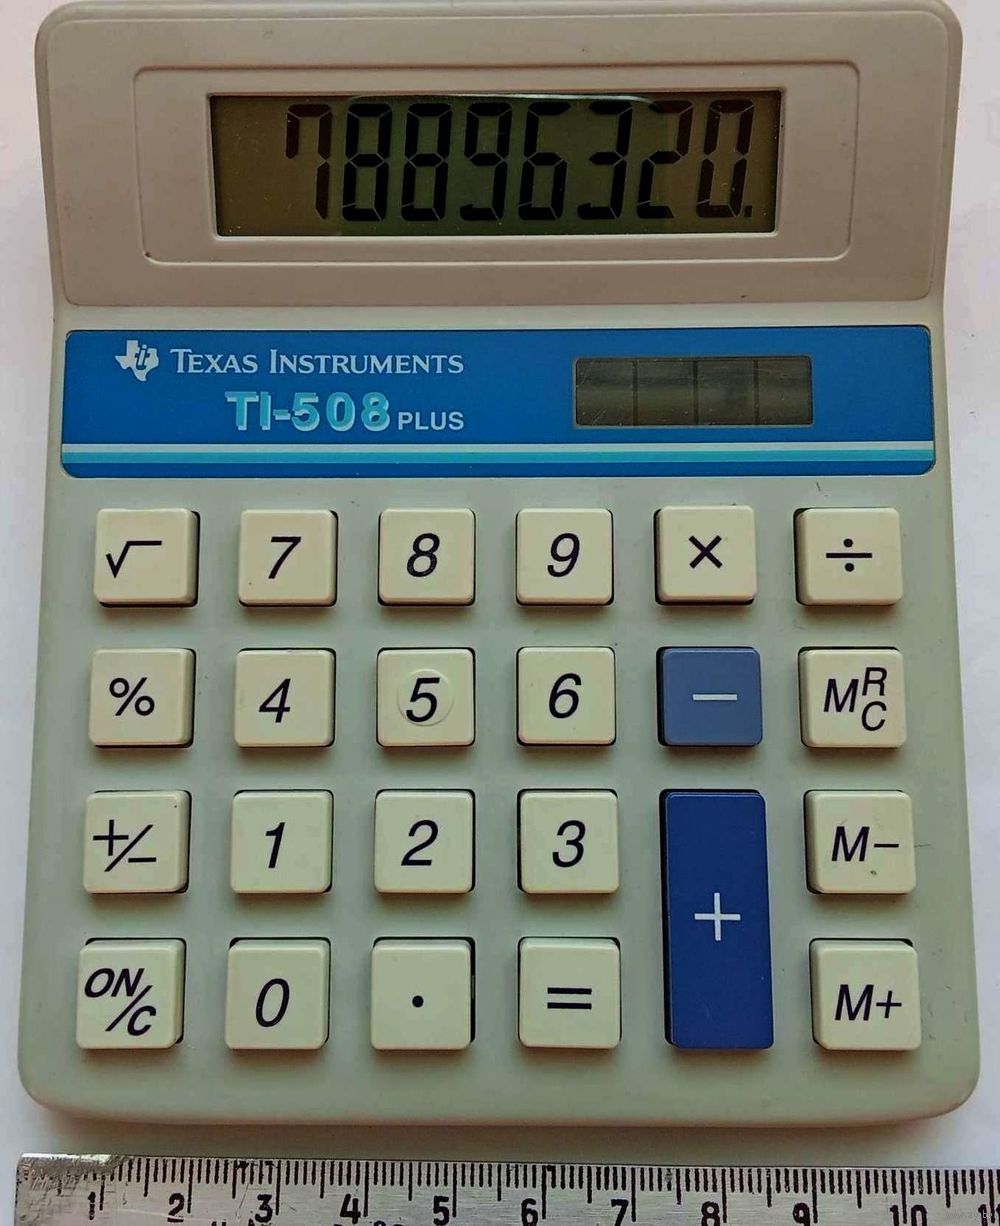 78896320.
TEXAS INSTRUMENTS
TI-508 PLUS
√ 7 8 9 × ÷
% 4 5 6 − MRC
+/− 1 2 3 M−
+
ON/C 0 . = M+
1 2 3 4 5 6 7 8 9 10